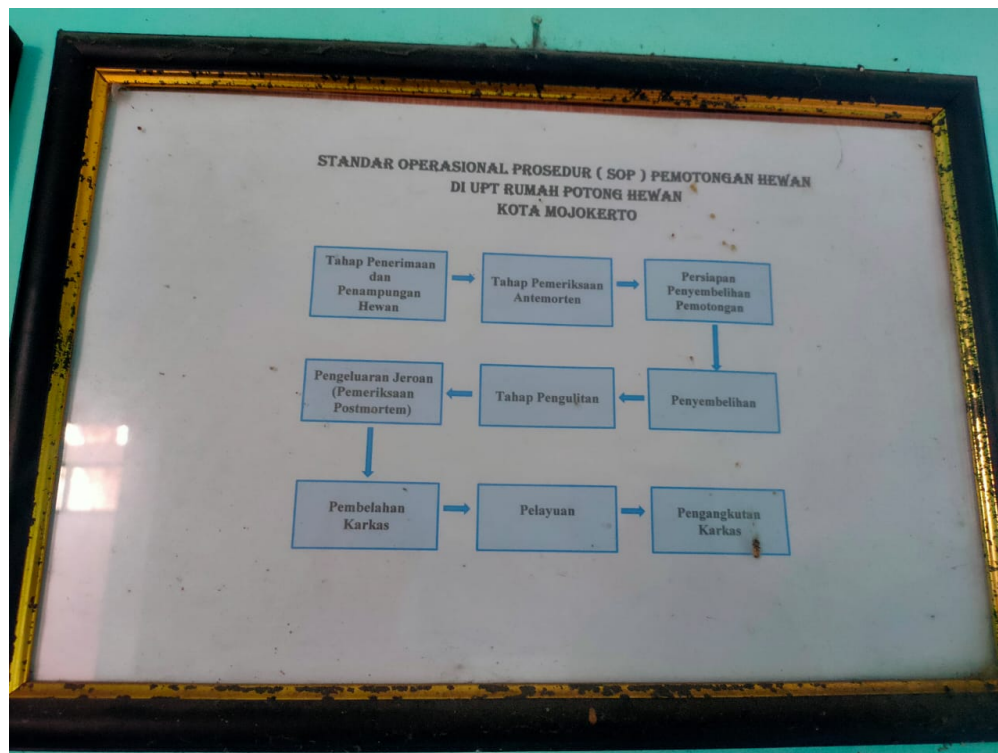 STANDAR OPERASIONAL PROSEDUR ( SOP ) PEMOTONGAN HEWAN
DI UPT RUMAH POTONG HEWAN
KOTA MOJOKERTO
Tahap Penerimaan
dan
Penampungan
Hewan
Tahap Pemeriksaan
Antemorten
Persiapan
Penyembelihan
Pemotongan
Penyembelihan
Tahap Pengulitan
Pengeluaran Jeroan
(Pemeriksaan
Postmortem)
Pembelahan
Karkas
Pelayuan
Pengangkutan
Karkas